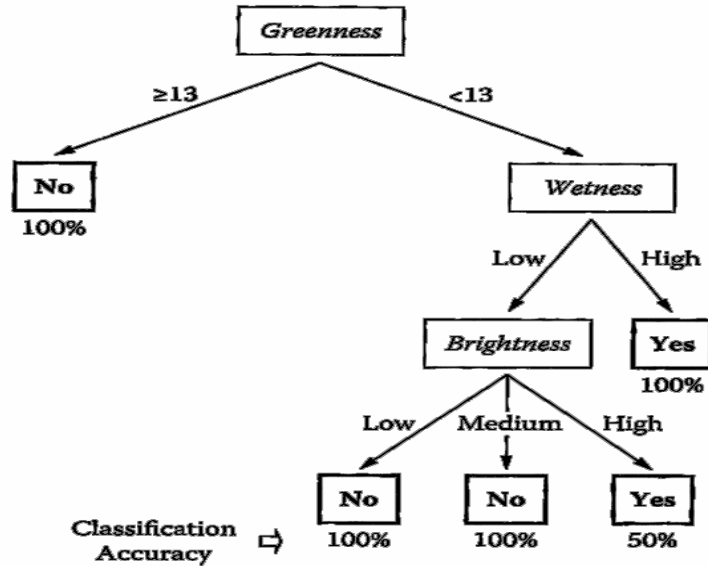 Greenness
≥13 <13
No
100%
Wetness
Low High
Brightness
Yes
100%
Low Medium High
No No Yes
100% 100% 50%
Classification
Accuracy